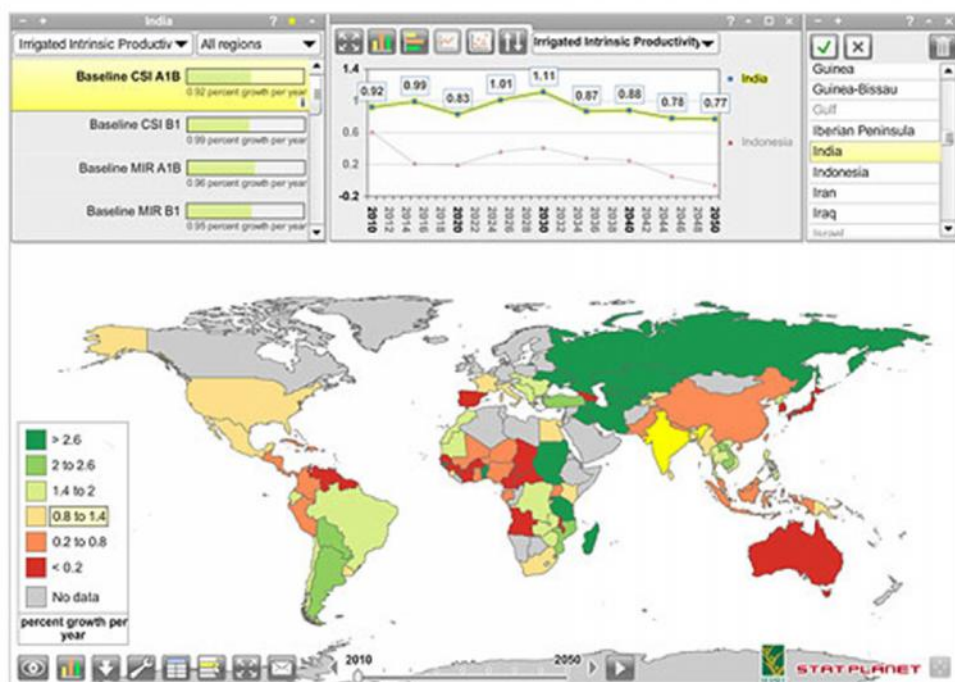 India
Irrigated Intrinsic Productiv
All regions
Baseline CSI A1B
0.92 percent growth per year
Baseline CSI B1
0.99 percent growth per year
Baseline MIR A1B
0.96 percent growth per year
Baseline MIR B1
0.95 percent growth per year
Irrigated Intrinsic Productivity
1.4
1
0.6
0.2
-0.2
0.92
0.99
0.83
1.01
1.11
0.87
0.88
0.78
0.77
India
Indonesia
2010
2012
2014
2016
2018
2020
2022
2024
2026
2028
2030
2032
2034
2036
2038
2040
2042
2044
2046
2048
2050
Guinea
Guinea-Bissau
Gulf
Iberian Peninsula
India
Indonesia
Iran
Iraq
Israel
> 2.6
2 to 2.6
1.4 to 2
0.8 to 1.4
0.2 to 0.8
< 0.2
No data
percent growth per
year
2010
2050
STATPLANET